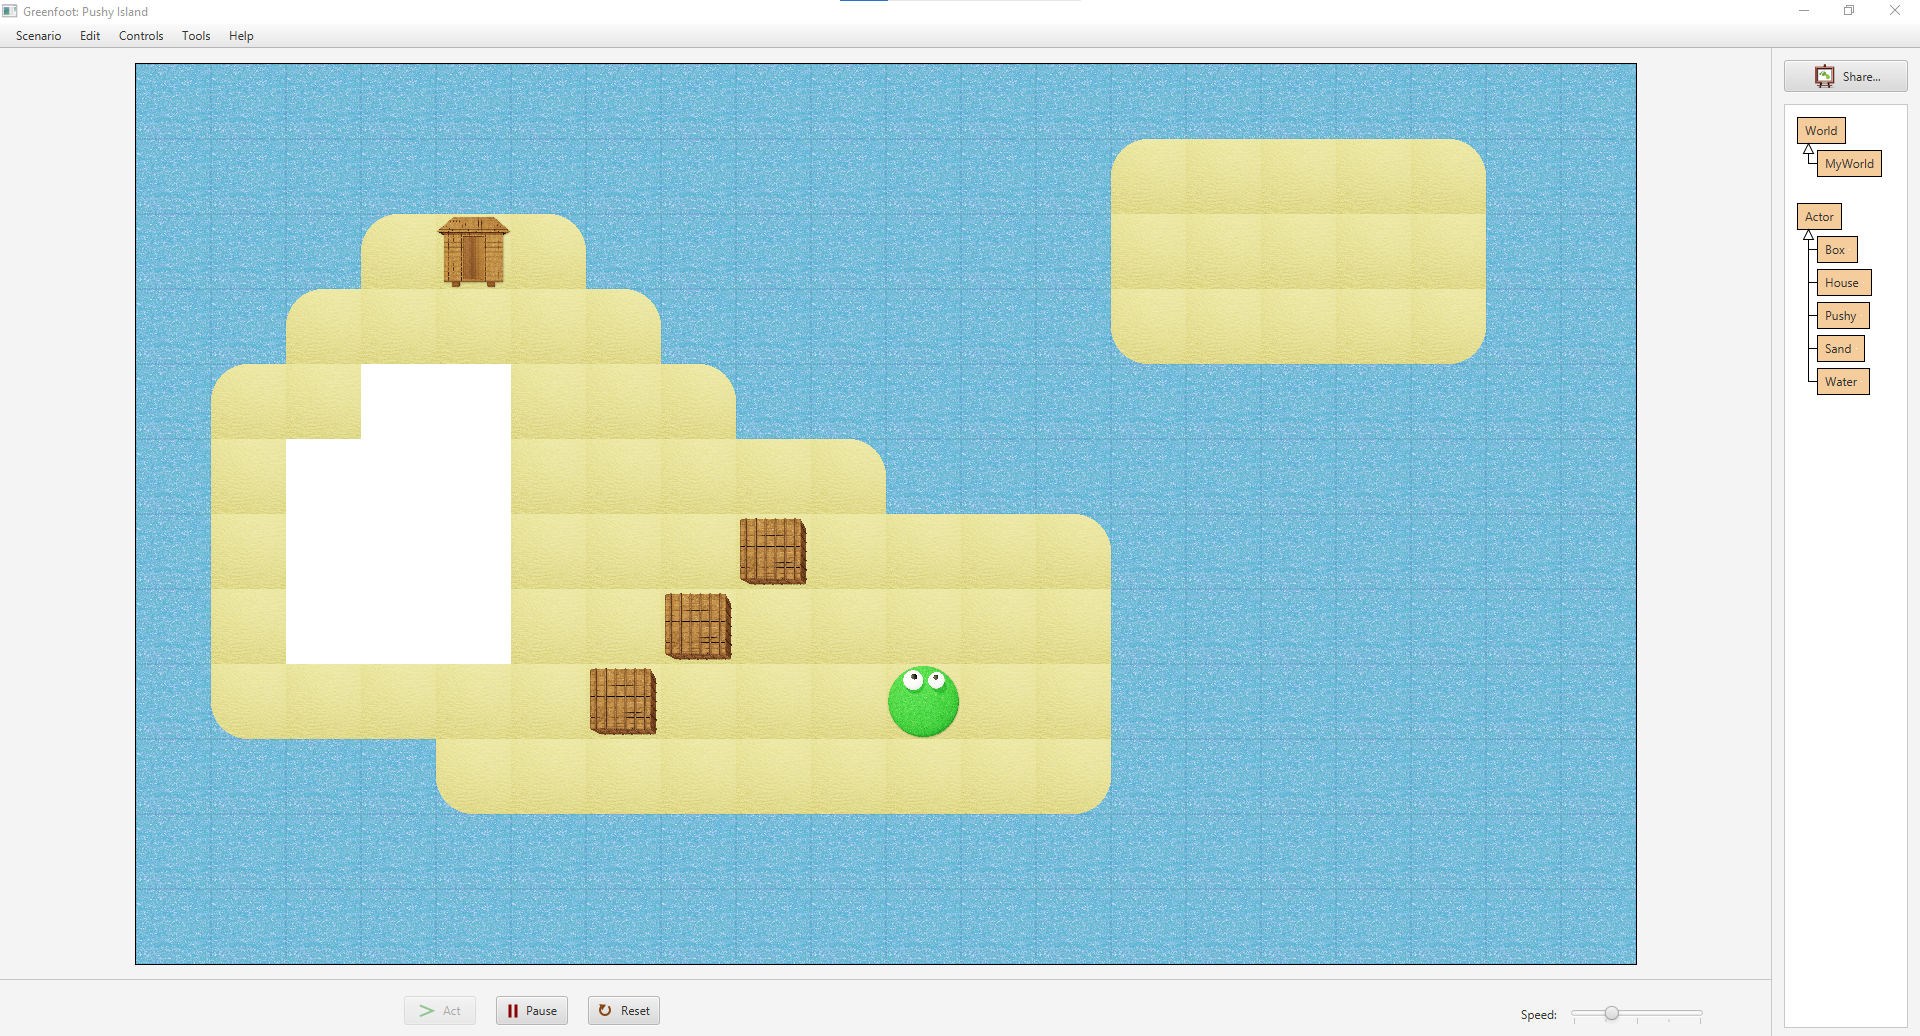 Greenfoot: Pushy Island
Scenario Edit Controls Tools Help
Share...
World
MyWorld
Actor
Box
House
Pushy
Sand
Water
Act Pause Reset Speed: